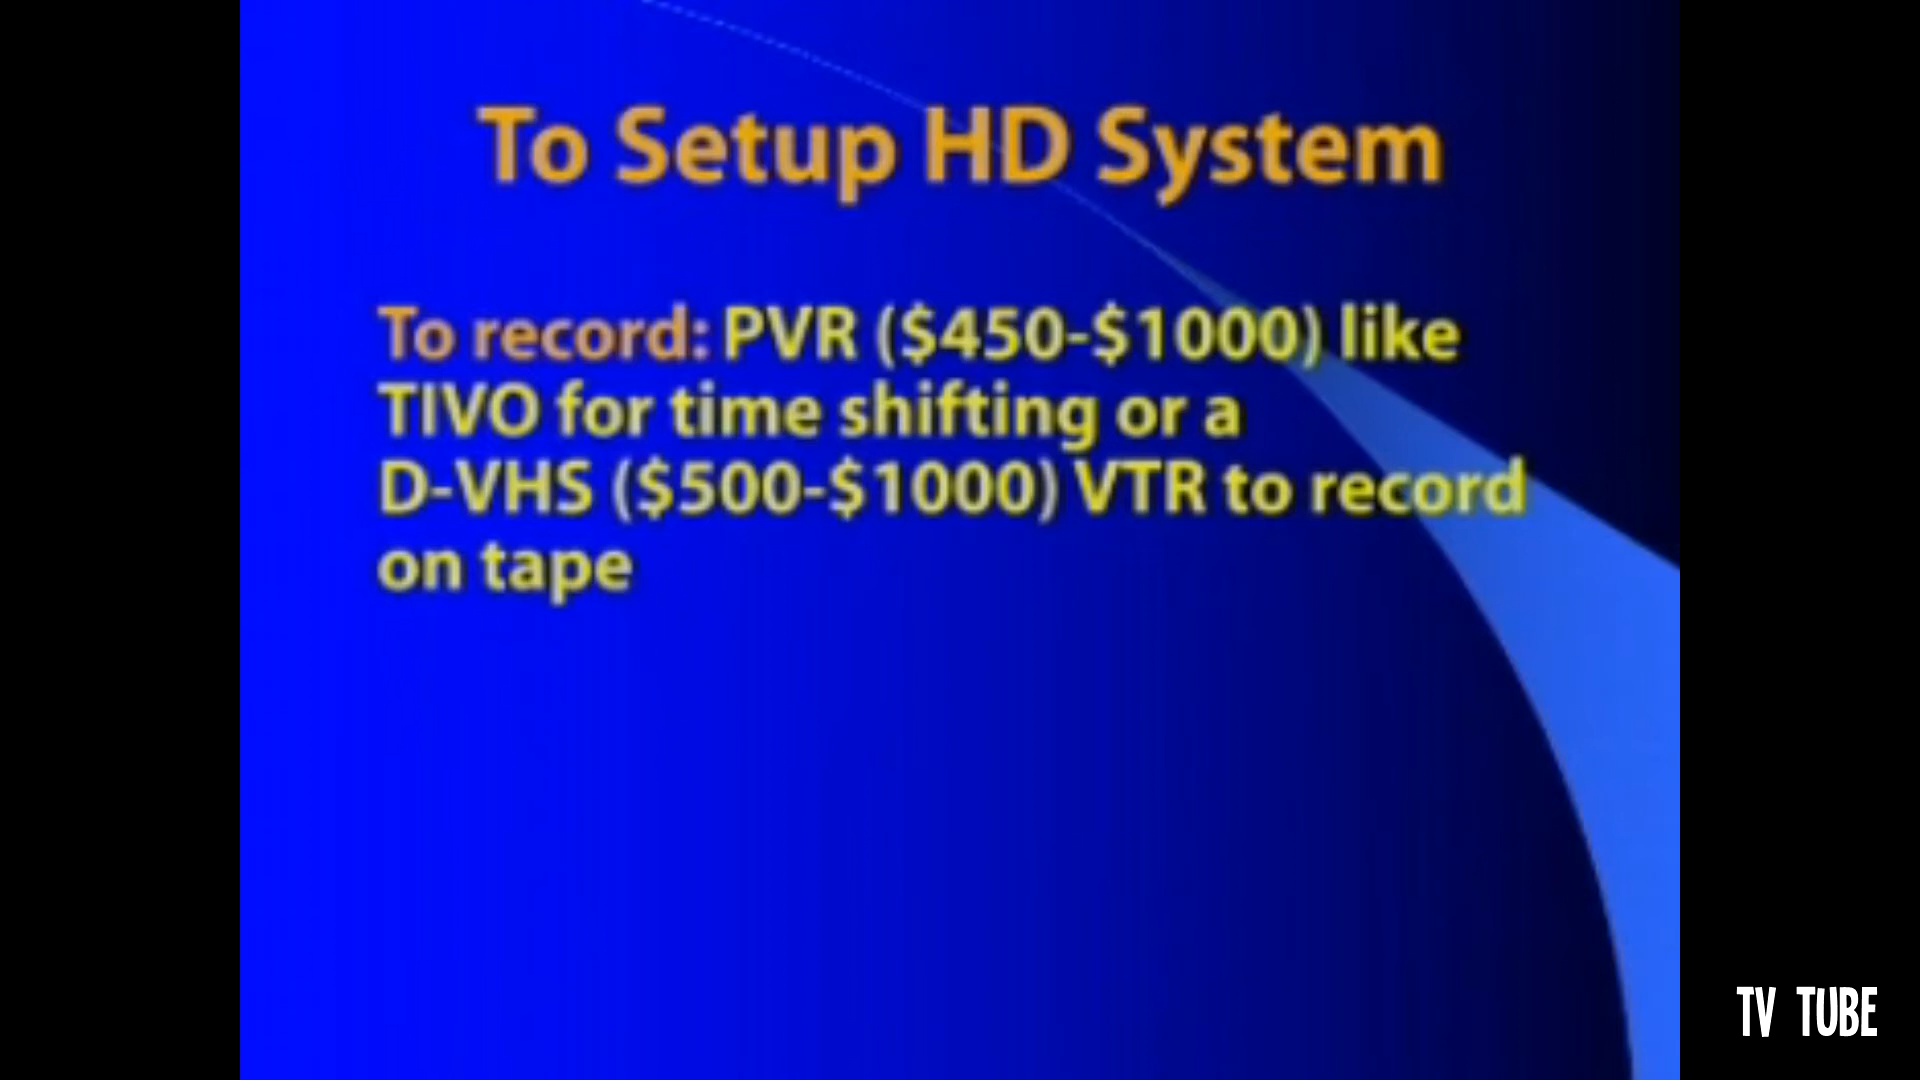 To Setup HD System
To record: PVR ($450-$1000) like
TIVO for time shifting or a
D-VHS ($500-$1000) VTR to record
on tape
TV TUBE